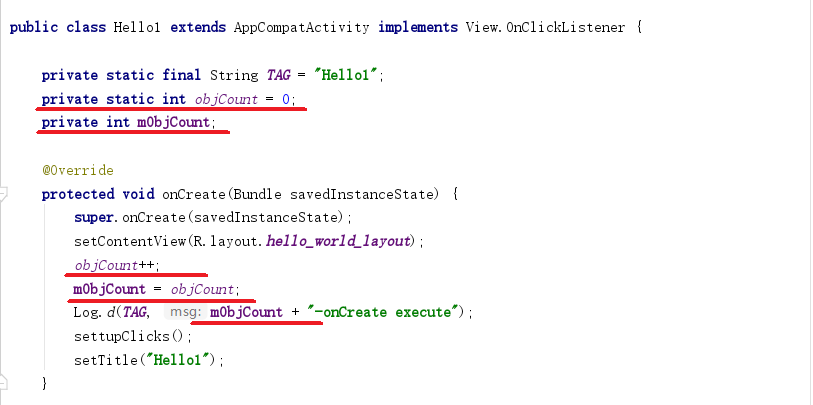 public class Hello1 extends AppCompatActivity implements View.OnClickListener {
private static final String TAG = "Hello1";
private static int objCount = 0;
private int mObjCount;
@Override
protected void onCreate(Bundle savedInstanceState) {
super.onCreate(savedInstanceState);
setContentView(R.layout.hello_world_layout);
objCount++;
mObjCount = objCount;
Log.d(TAG, msg: mObjCount + "-onCreate execute");
settupClicks();
setTitle("Hello1");
}